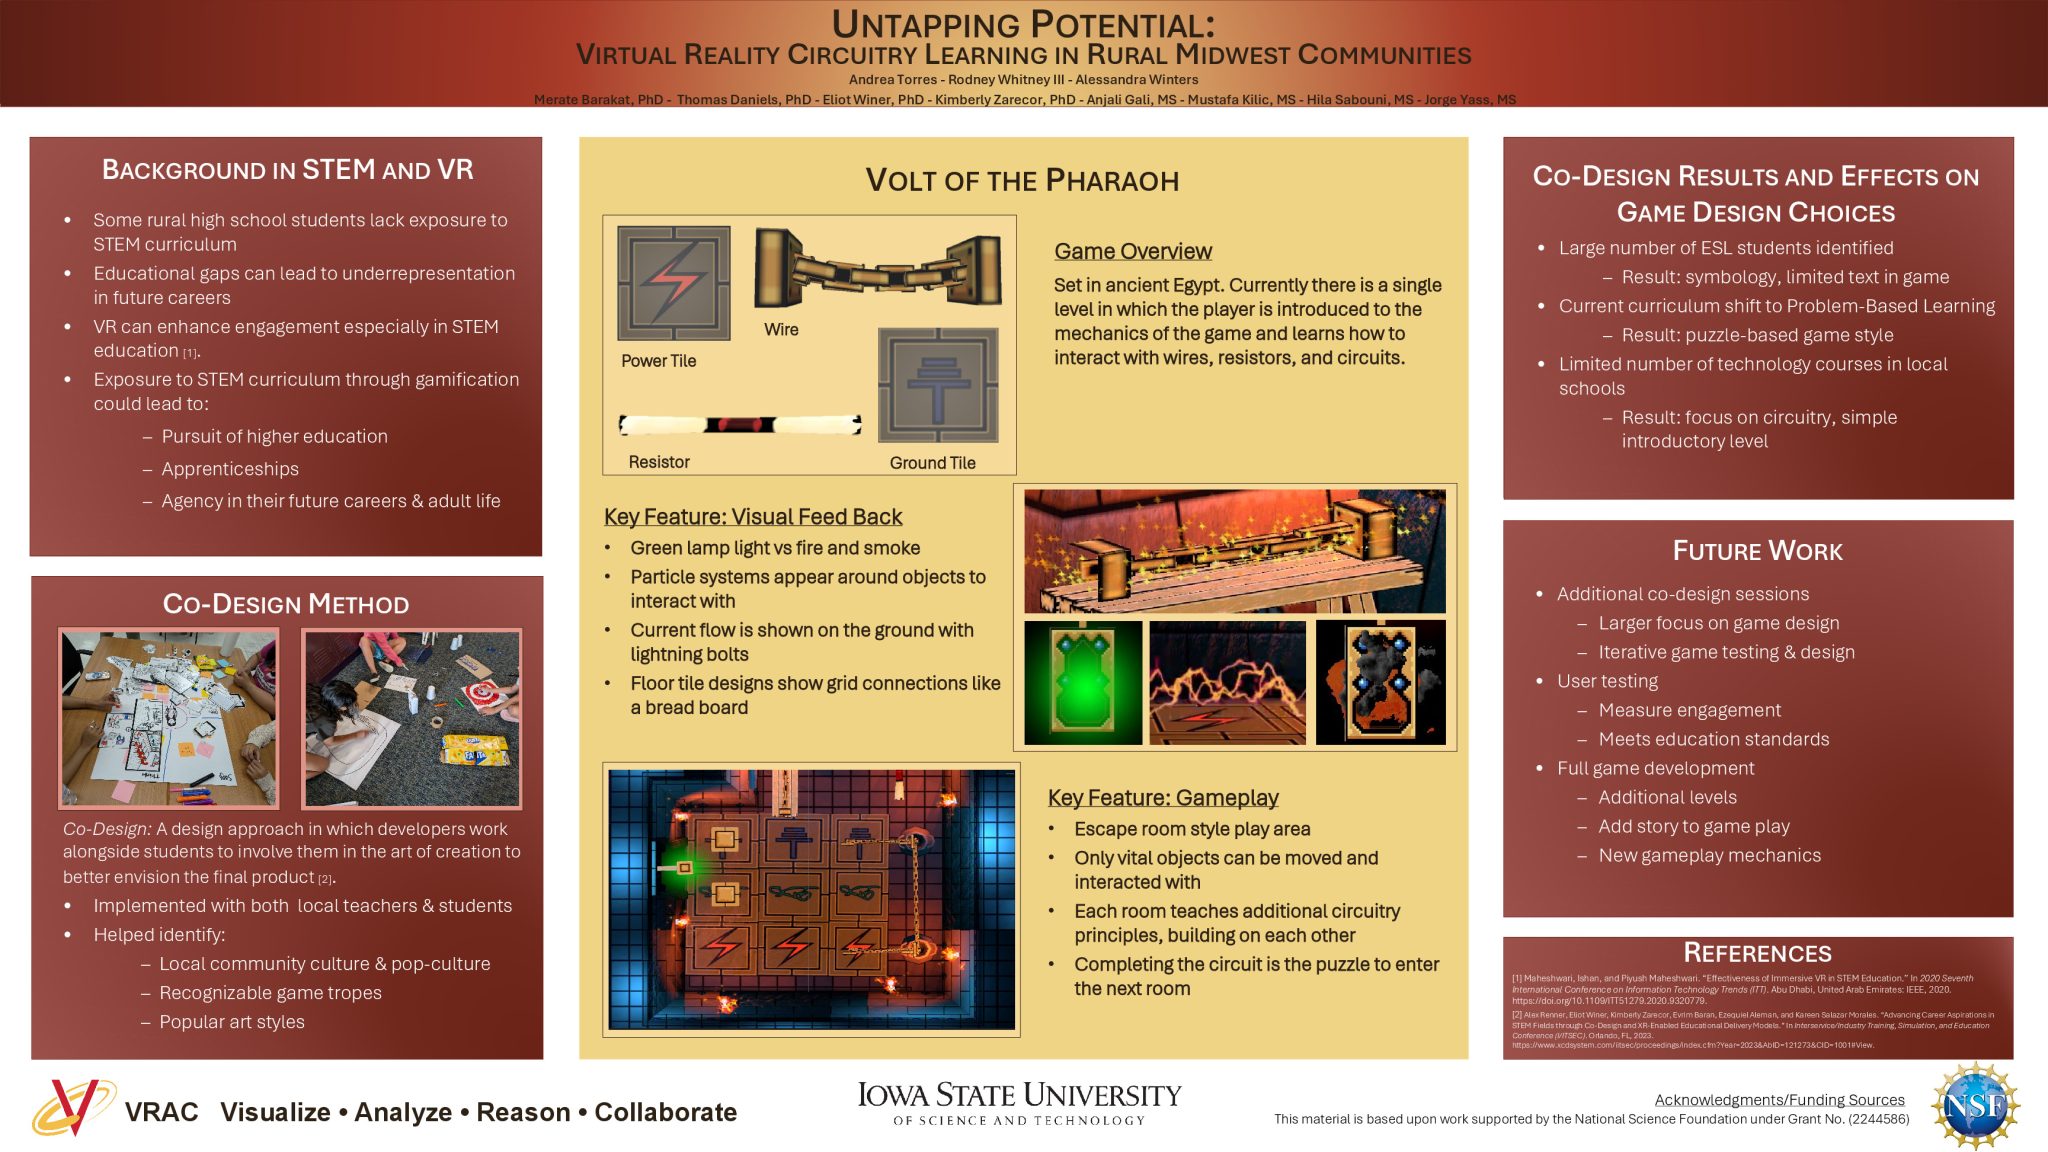 UNTAPPING POTENTIAL:
VIRTUAL REALITY CIRCUITRY LEARNING IN RURAL MIDWEST COMMUNITIES
Andrea Torres - Rodney Whitney III - Alessandra Winters
Merate Barakat, PhD - Thomas Daniels, PhD - Eliot Winer, PhD - Kimberly Zarecor, PhD - Anjali Gali, MS - Mustafa Kilic, MS - Hila Sabouni, MS - Jorge Yass, MS
BACKGROUND IN STEM AND VR
• Some rural high school students lack exposure to
STEM curriculum
• Educational gaps can lead to underrepresentation
in future careers
• VR can enhance engagement especially in STEM
education [1].
• Exposure to STEM curriculum through gamification
could lead to:
– Pursuit of higher education
– Apprenticeships
– Agency in their future careers & adult life
CO-DESIGN METHOD
Co-Design: A design approach in which developers work
alongside students to involve them in the art of creation to
better envision the final product [2].
• Implemented with both local teachers & students
• Helped identify:
– Local community culture & pop-culture
– Recognizable game tropes
– Popular art styles
VOLT OF THE PHARAOH
Power Tile
Wire
Resistor
Ground Tile
Game Overview
Set in ancient Egypt. Currently there is a single
level in which the player is introduced to the
mechanics of the game and learns how to
interact with wires, resistors, and circuits.
Key Feature: Visual Feed Back
• Green lamp light vs fire and smoke
• Particle systems appear around objects to
interact with
• Current flow is shown on the ground with
lightning bolts
• Floor tile designs show grid connections like
a bread board
Key Feature: Gameplay
• Escape room style play area
• Only vital objects can be moved and
interacted with
• Each room teaches additional circuitry
principles, building on each other
• Completing the circuit is the puzzle to enter
the next room
CO-DESIGN RESULTS AND EFFECTS ON
GAME DESIGN CHOICES
• Large number of ESL students identified
– Result: symbology, limited text in game
• Current curriculum shift to Problem-Based Learning
– Result: puzzle-based game style
• Limited number of technology courses in local
schools
– Result: focus on circuitry, simple
introductory level
FUTURE WORK
• Additional co-design sessions
– Larger focus on game design
– Iterative game testing & design
• User testing
– Measure engagement
– Meets education standards
• Full game development
– Additional levels
– Add story to game play
– New gameplay mechanics
REFERENCES
[1] Maheshwari, Ishan, and Piyush Maheshwari. "Effectiveness of Immersive VR in STEM Education." In 2020 Seventh
International Conference on Information Technology Trends (ITT). Abu Dhabi, United Arab Emirates: IEEE, 2020.
https://doi.org/10.1109/ITT51279.2020.9320779.
[2] Alex Renner, Eliot Winer, Kimberly Zarecor, Evrim Baran, Ezequiel Aleman, and Kareen Salazar Morales. "Advancing Career Aspirations in
STEM Fields through Co-Design and XR-Enabled Educational Delivery Models." In Interservice/Industry Training, Simulation, and Education
Conference (I/ITSEC). Orlando, FL, 2023.
https://www.xcdsystem.com/iitsec/proceedings/index.cfm?Year=2023&AbID=121273&CID=1001#View.
VRAC Visualize • Analyze • Reason • Collaborate
IOWA STATE UNIVERSITY
OF SCIENCE AND TECHNOLOGY
Acknowledgments/Funding Sources
This material is based upon work supported by the National Science Foundation under Grant No. (2244586)
NSF